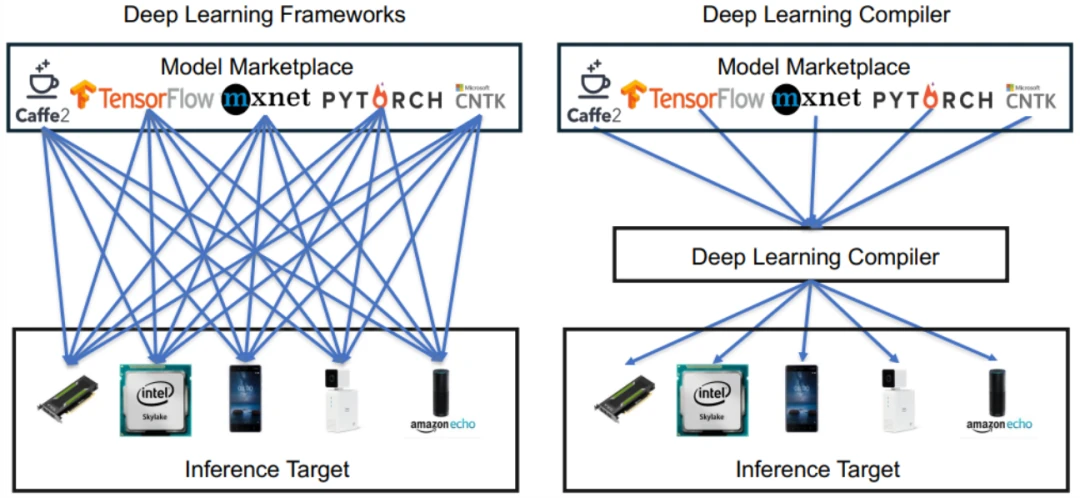 Deep Learning Frameworks
Model Marketplace
Caffe2
TensorFlow
mxnet
PYTORCH
Microsoft
CNTK
intel
Skylake
amazon echo
Inference Target
Deep Learning Compiler
Model Marketplace
Caffe2
TensorFlow
mxnet
PYTORCH
Microsoft
CNTK
Deep Learning Compiler
intel
Skylake
amazon echo
Inference Target